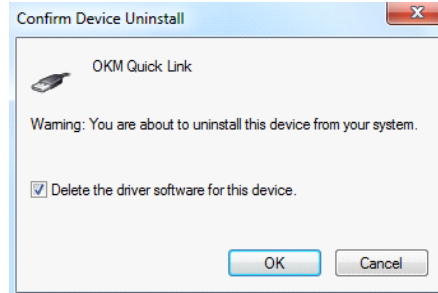 Confirm Device Uninstall
OKM Quick Link
Warning: You are about to uninstall this device from your system.
Delete the driver software for this device.
OK Cancel